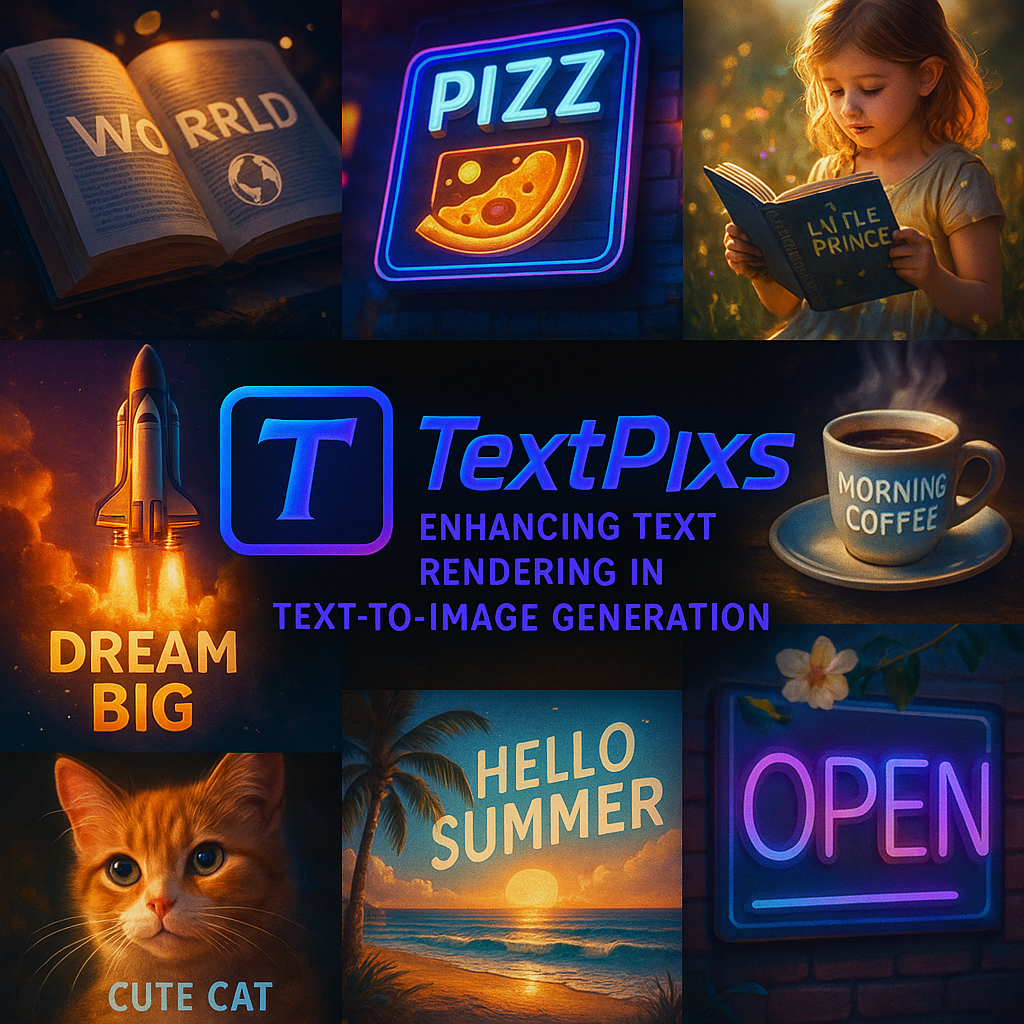 WORRLD
PIZZ
LITTLE
PRINCE
T
TextPixs
ENHANCING TEXT
RENDERING IN
TEXT-TO-IMAGE GENERATION
MORNING
COFFEE
DREAM
BIG
HELLO
SUMMER
OPEN
CUTE CAT